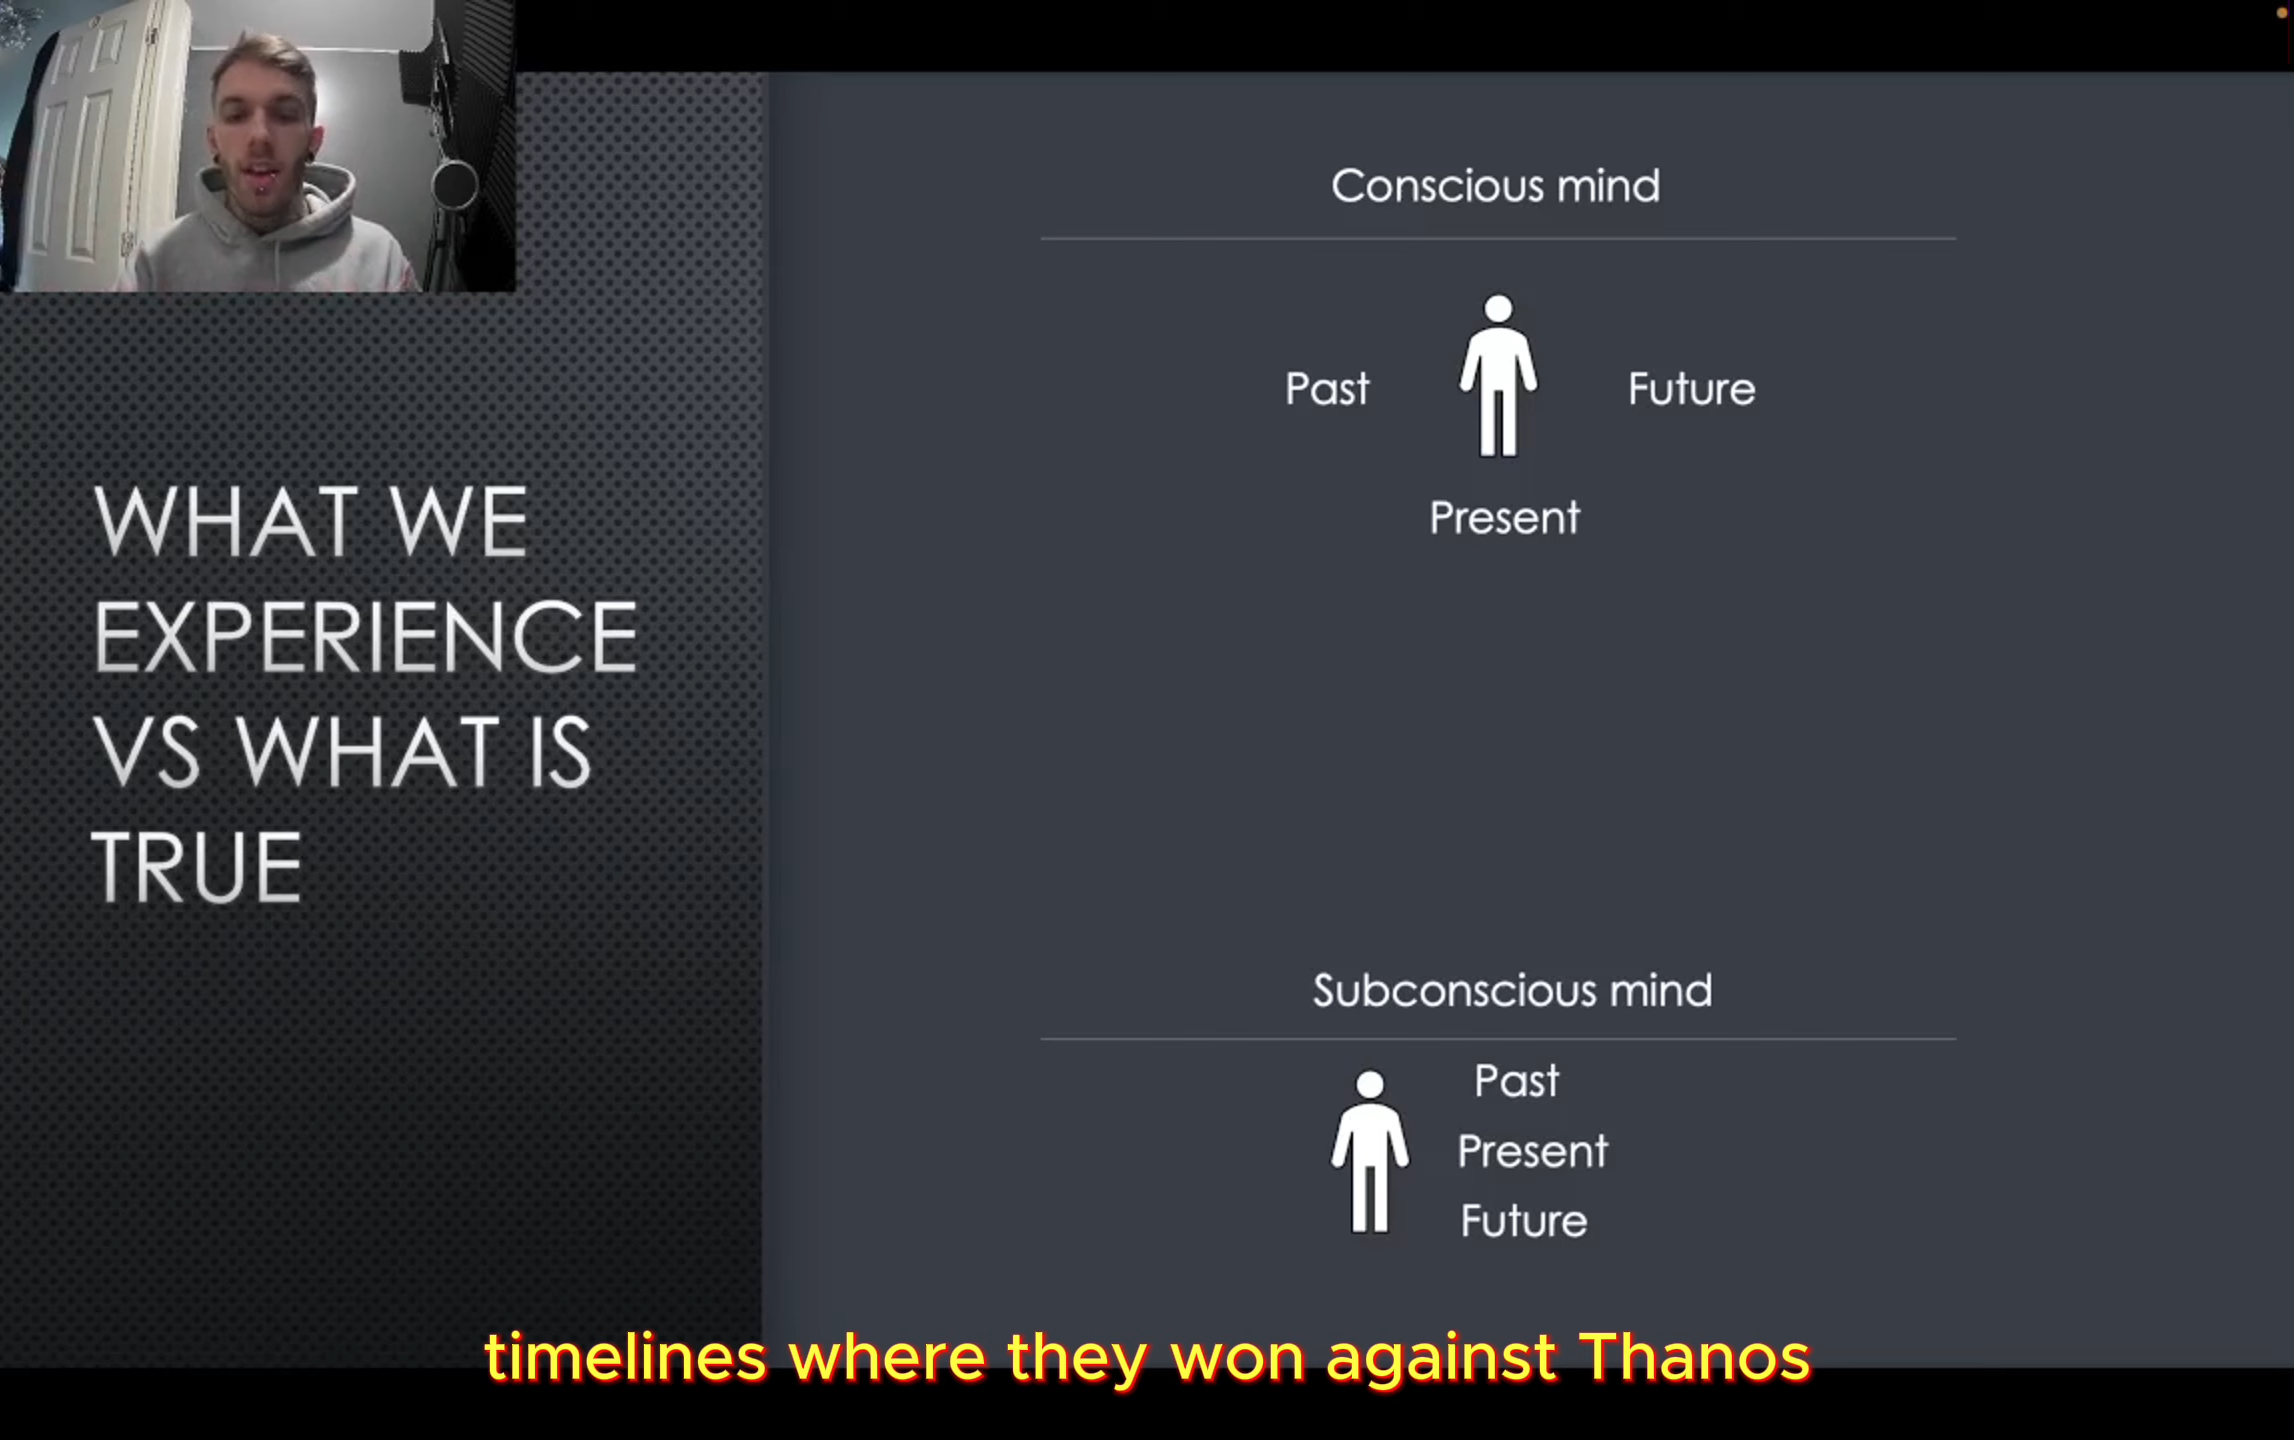 WHAT WE
EXPERIENCE
VS WHAT IS
TRUE
Conscious mind
Past
Future
Present
Subconscious mind
Past
Present
Future
timelines where they won against Thanos